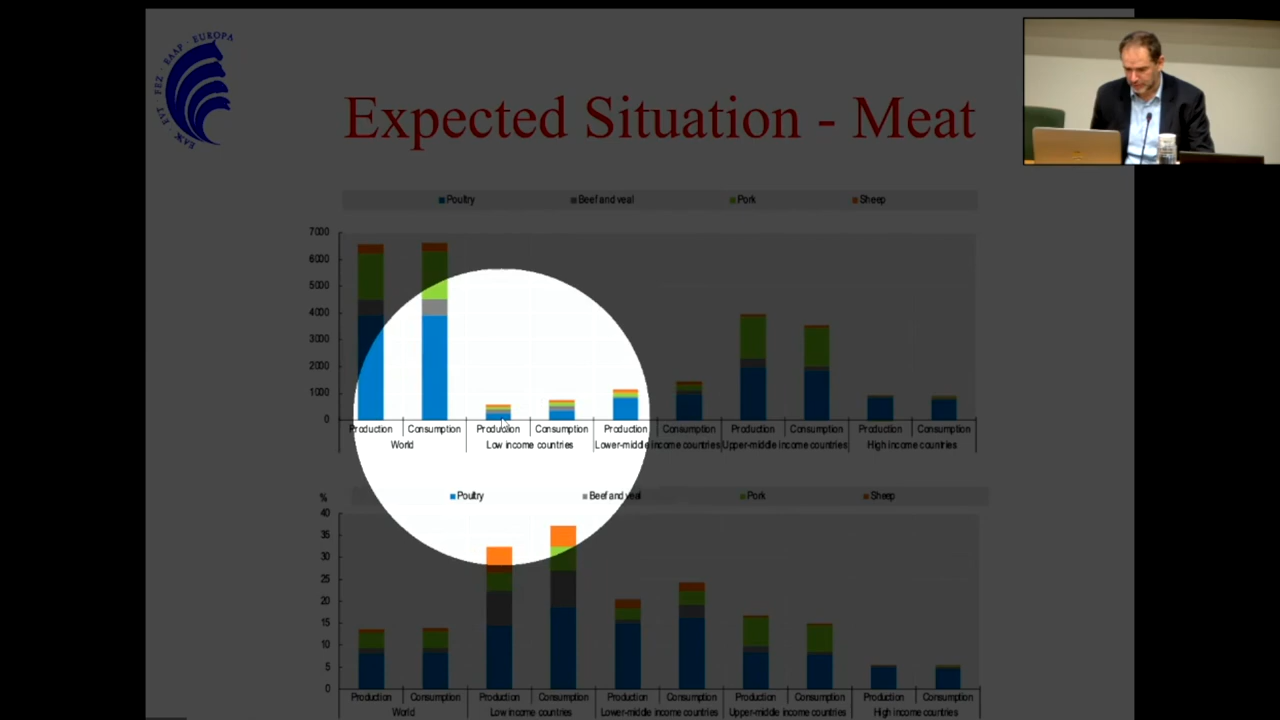 EAAP · EUROPA
FEZ
EVT
Expected Situation - Meat
Poultry Beef and veal Pork Sheep
7000
6000
5000
4000
3000
2000
1000
0
Production Consumption Production Consumption Production Consumption Production Consumption Production Consumption
World Low income countries Lower-middle income countries Upper-middle income countries High income countries
%
Poultry Beef and veal Pork Sheep
40
35
30
25
20
15
10
5
0
Production Consumption Production Consumption Production Consumption Production Consumption Production Consumption
World Low income countries Lower-middle income countries Upper-middle income countries High income countries